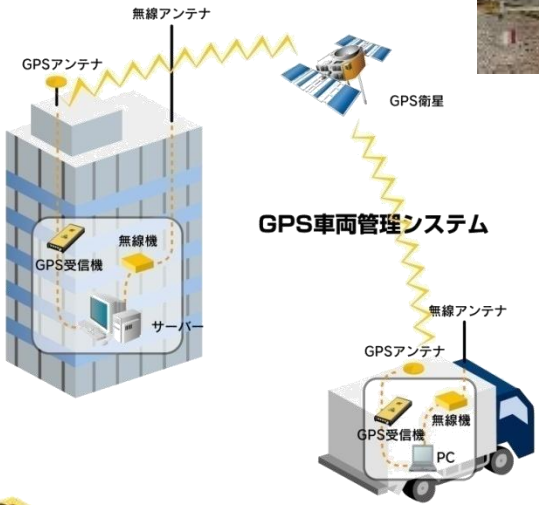 無線アンテナ
GPSアンテナ
GPS衛星
GPS車両管理システム
無線機
GPS受信機
サーバー
無線アンテナ
GPSアンテナ
無線機
GPS受信機
PC